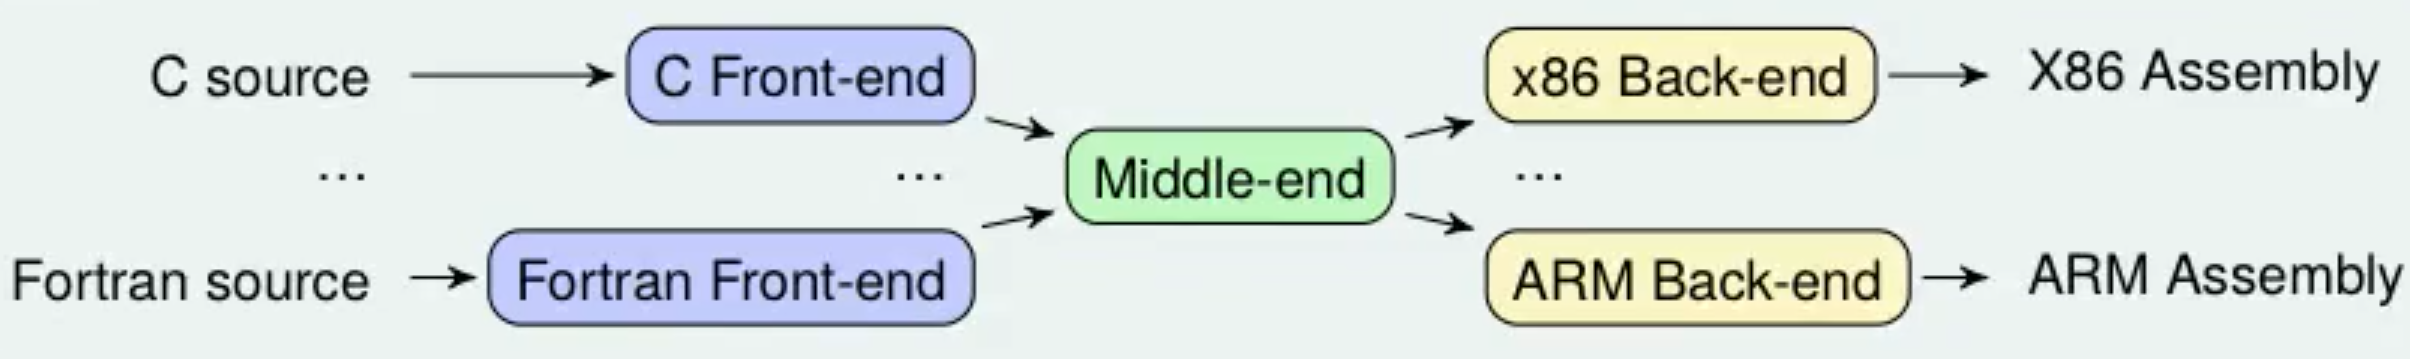 C source
C Front-end
x86 Back-end
X86 Assembly
...
...
Middle-end
...
Fortran source
Fortran Front-end
ARM Back-end
ARM Assembly